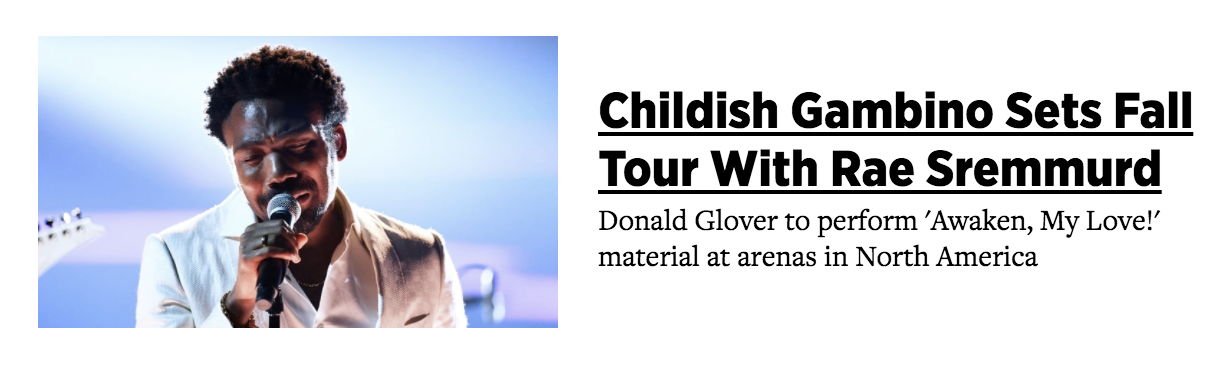 Childish Gambino Sets Fall
Tour With Rae Sremmurd
Donald Glover to perform 'Awaken, My Love!'
material at arenas in North America